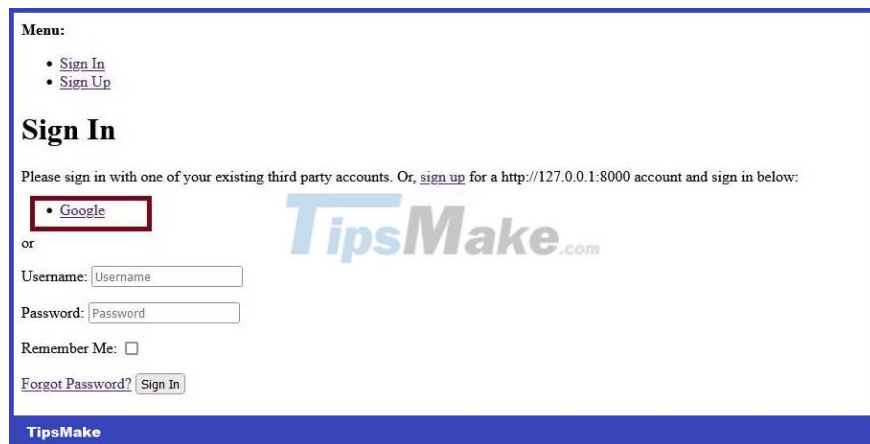 Menu:
Sign In
Sign Up
Sign In
Please sign in with one of your existing third party accounts. Or, sign up for a http://127.0.0.1:8000 account and sign in below:
Google
TipsMake.com
or
Username: Username
Password: Password
Remember Me:
Forgot Password? Sign In
TipsMake